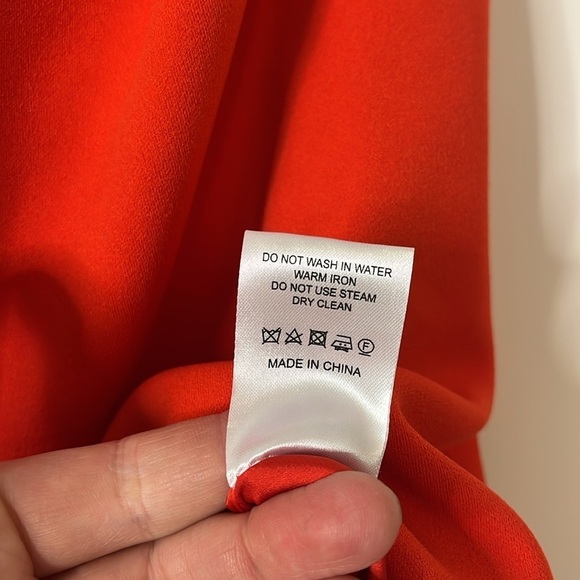 DO NOT WASH IN WATER
WARM IRON
DO NOT USE STEAM
DRY CLEAN
F
MADE IN CHINA